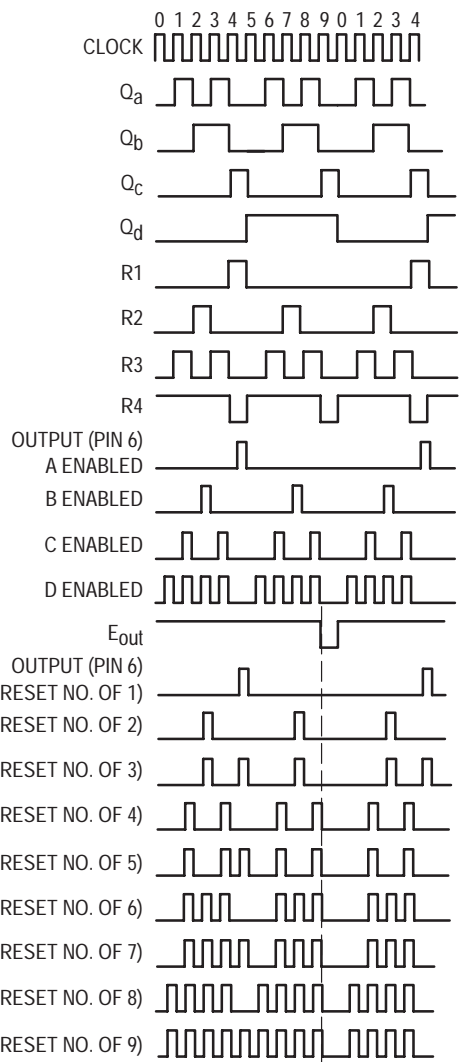 0 1 2 3 4 5 6 7 8 9 0 1 2 3 4
CLOCK
Qa
Qb
Qc
Qd
R1
R2
R3
R4
OUTPUT (PIN 6)
A ENABLED
B ENABLED
C ENABLED
D ENABLED
Eout
OUTPUT (PIN 6)
RESET NO. OF 1)
RESET NO. OF 2)
RESET NO. OF 3)
RESET NO. OF 4)
RESET NO. OF 5)
RESET NO. OF 6)
RESET NO. OF 7)
RESET NO. OF 8)
RESET NO. OF 9)